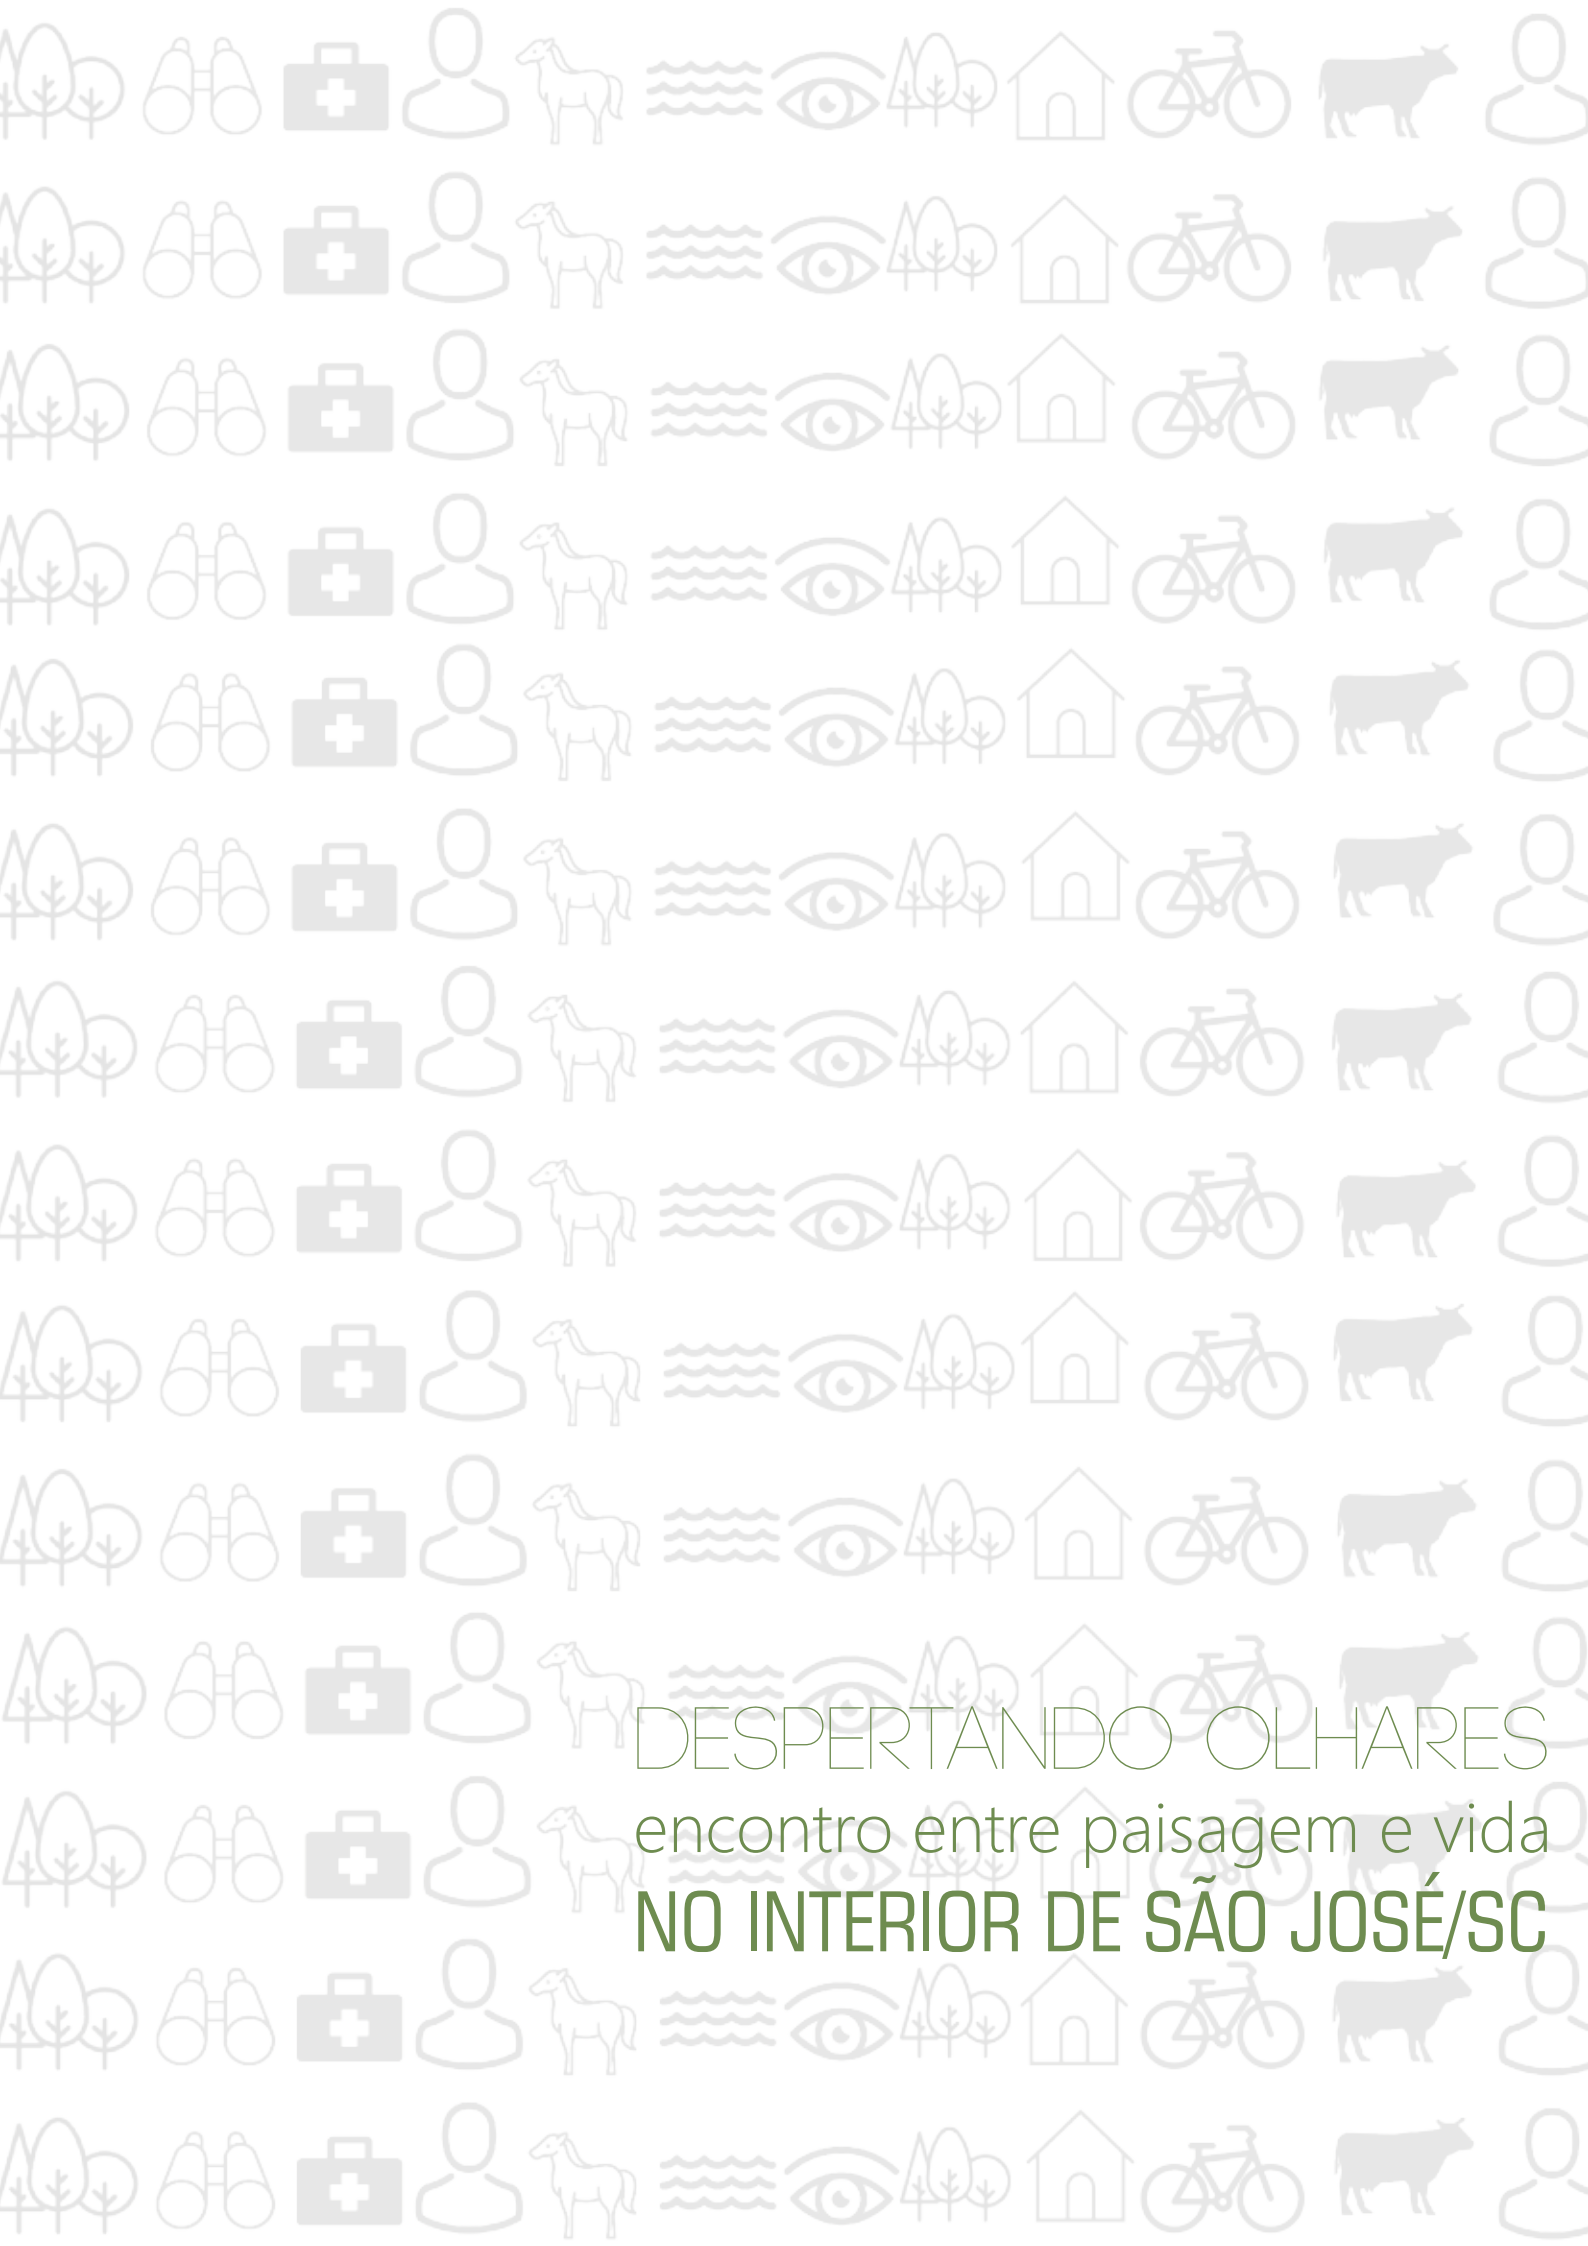 DESPERTANDO OLHARES
encontro entre paisagem e vida
NO INTERIOR DE SÃO JOSÉ/SC